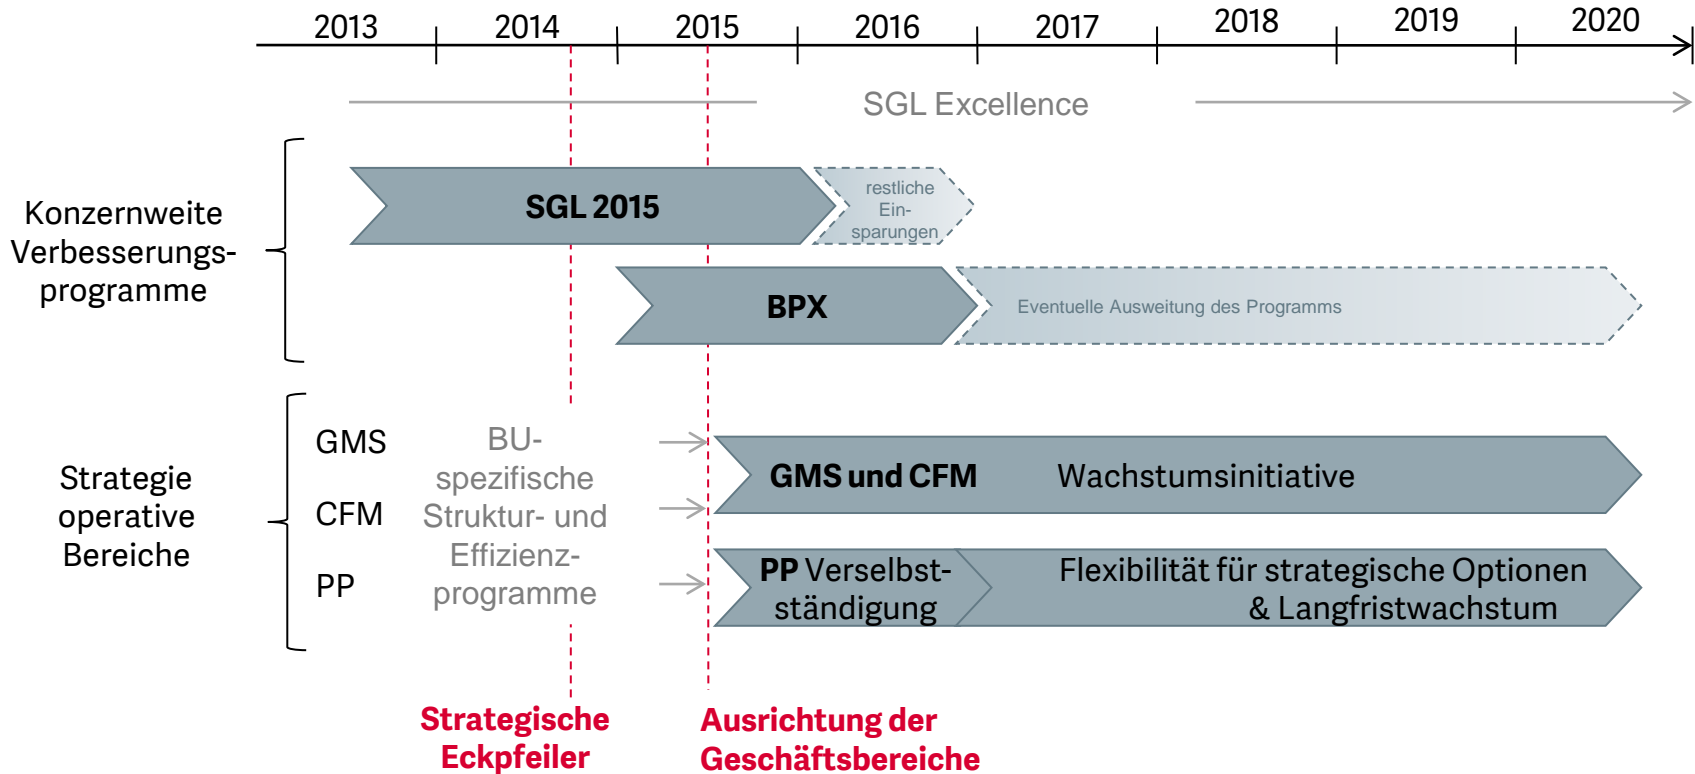 2013 2014 2015 2016 2017 2018 2019 2020
SGL Excellence
Konzernweite
Verbesserungs-
programme
SGL 2015
restliche
Ein-
sparungen
BPX
Eventuelle Ausweitung des Programms
Strategie
operative
Bereiche
GMS
CFM
PP
BU-
spezifische
Struktur- und
Effizienz-
programme
GMS und CFM Wachstumsinitiative
PP Verselbst-
ständigung
Flexibilität für strategische Optionen
& Langfristwachstum
Strategische
Eckpfeiler
Ausrichtung der
Geschäftsbereiche